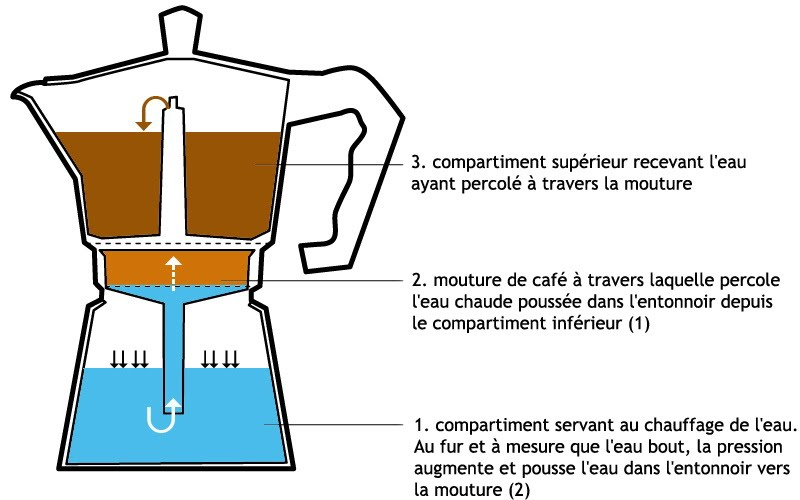 3. compartiment supérieur recevant l'eau
ayant percolé à travers la mouture
2. mouture de café à travers laquelle percole
l'eau chaude poussée dans l'entonnoir depuis
le compartiment inférieur (1)
1. compartiment servant au chauffage de l'eau.
Au fur et à mesure que l'eau bout, la pression
augmente et pousse l'eau dans l'entonnoir vers
la mouture (2)